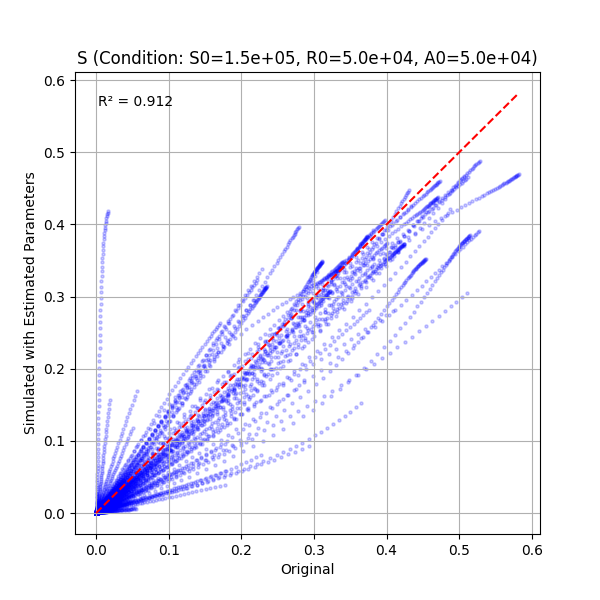 S (Condition: S0=1.5e+05, R0=5.0e+04, A0=5.0e+04)
R² = 0.912
0.6
0.5
0.4
0.3
0.2
0.1
0.0
Simulated with Estimated Parameters
0.0 0.1 0.2 0.3 0.4 0.5 0.6
Original